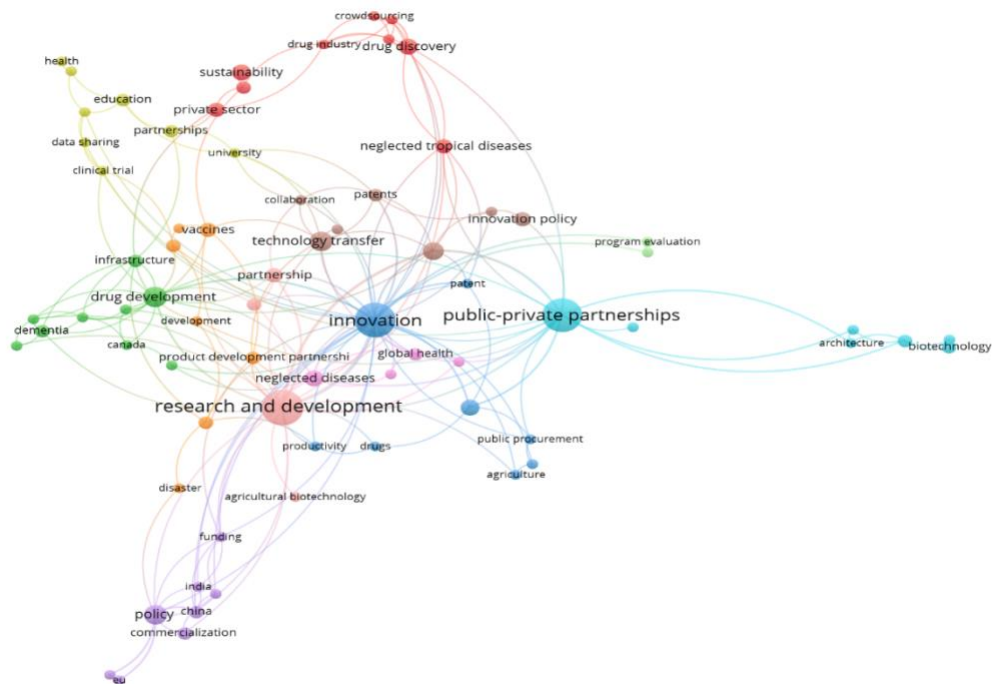 crowdsourcing
drug industry
drug discovery
health
sustainability
education
private sector
partnerships
data sharing
university
neglected tropical diseases
clinical trial
collaboration
patents
innovation policy
vaccines
technology transfer
program evaluation
infrastructure
partnership
patent
drug development
development
innovation
public-private partnerships
dementia
canada
product development partnershi
global health
architecture
biotechnology
neglected diseases
research and development
productivity
drugs
public procurement
agriculture
disaster
agricultural biotechnology
funding
india
policy
china
commercialization
eu